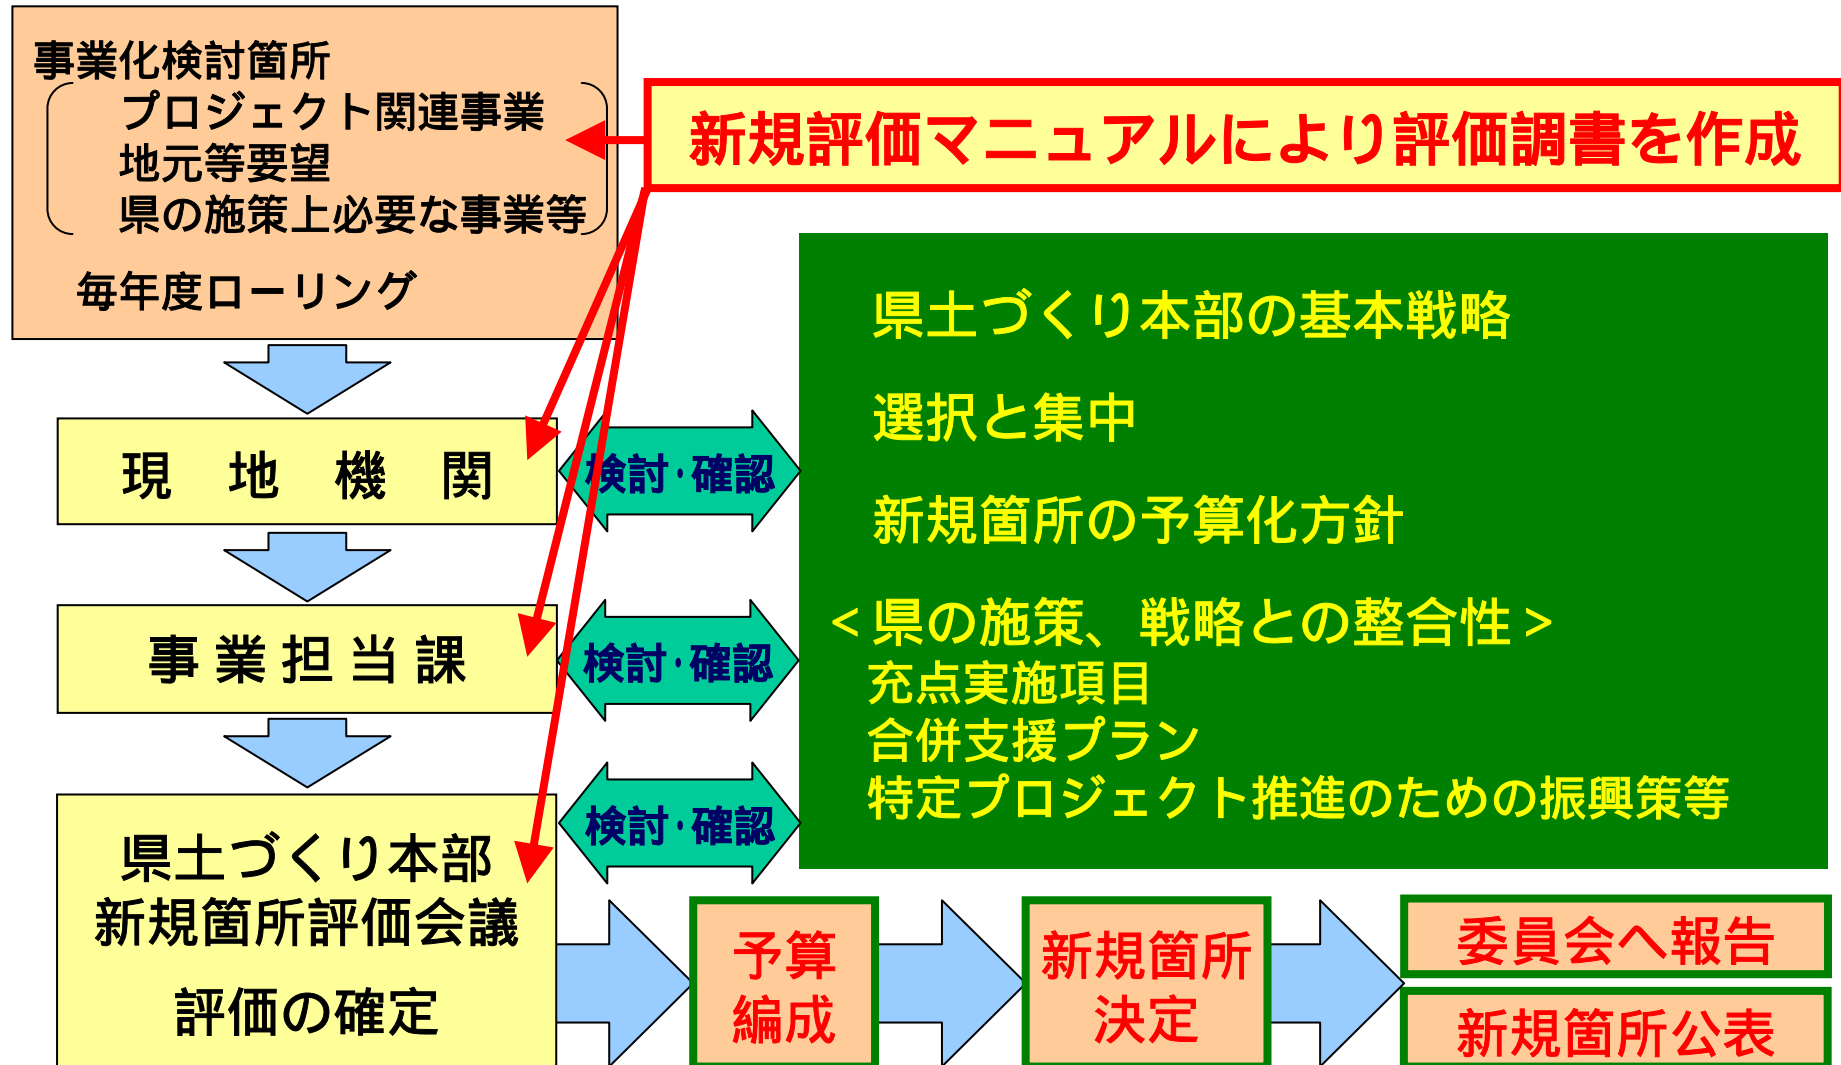 事業化検討箇所
プロジェクト関連事業
地元等要望
県の施策上必要な事業等
毎年度ローリング
新規評価マニュアルにより評価調書を作成
県土づくり本部の基本戦略
選択と集中
新規箇所の予算化方針
＜県の施策、戦略との整合性＞
充点実施項目
合併支援プラン
特定プロジェクト推進のための振興策等
現　地　機　関
検討・確認
事業担当課
検討・確認
県土づくり本部
新規箇所評価会議
評価の確定
検討・確認
予算
編成
新規箇所
決定
委員会へ報告
新規箇所公表